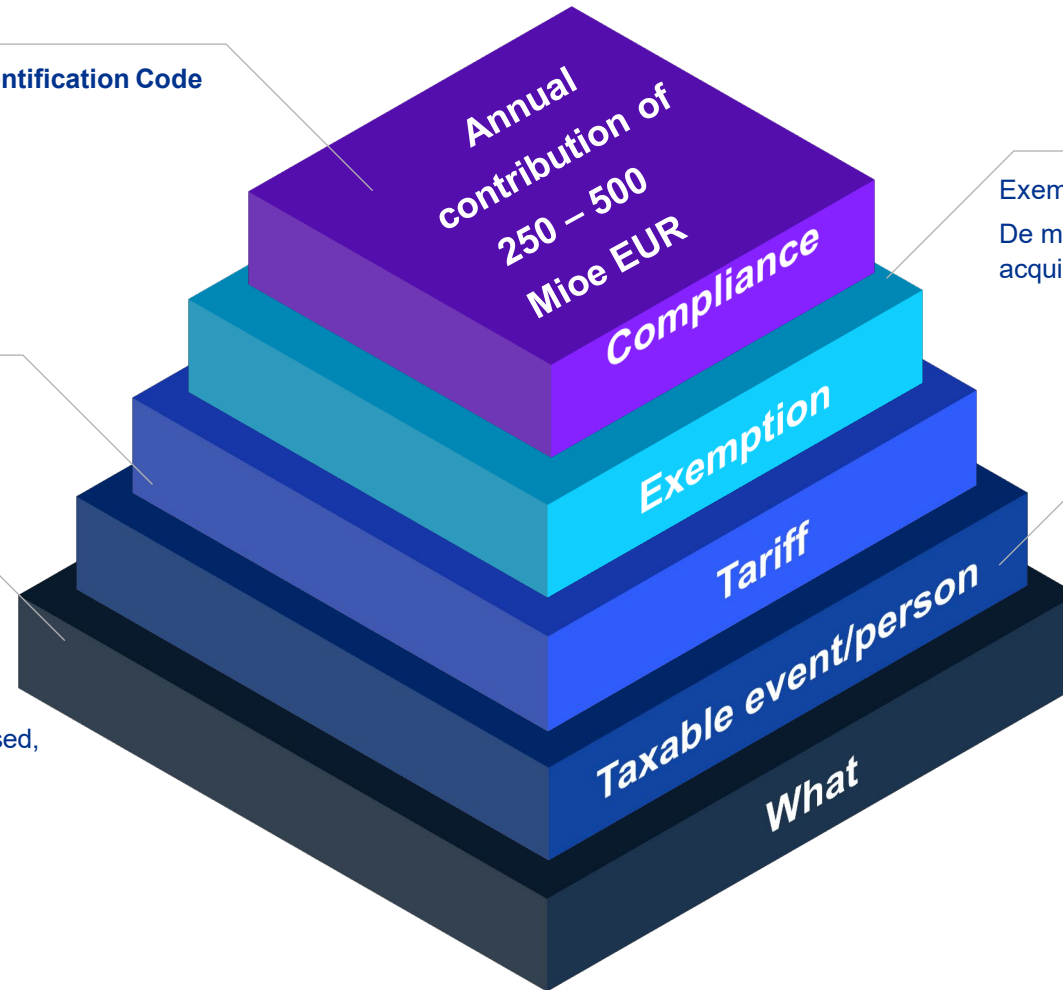 ntification Code
Annual
contribution of
250 – 500
Mioe EUR
Compliance
Exem
De m
acqui
Exemption
Tariff
Taxable event/person
sed,
What